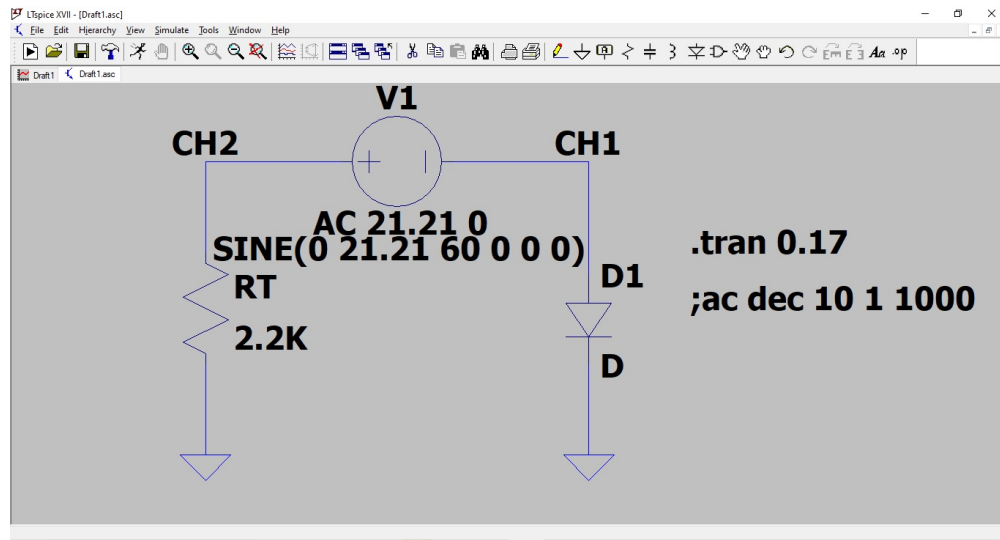 LTspice XVII - [Draft1.asc]
File Edit Hierarchy View Simulate Tools Window Help
Aa .op
Draft1 Draft1.asc
V1
CH2 CH1
AC 21.21 0
SINE(0 21.21 60 0 0 0)
.tran 0.17
D1
RT
;ac dec 10 1 1000
2.2K
D